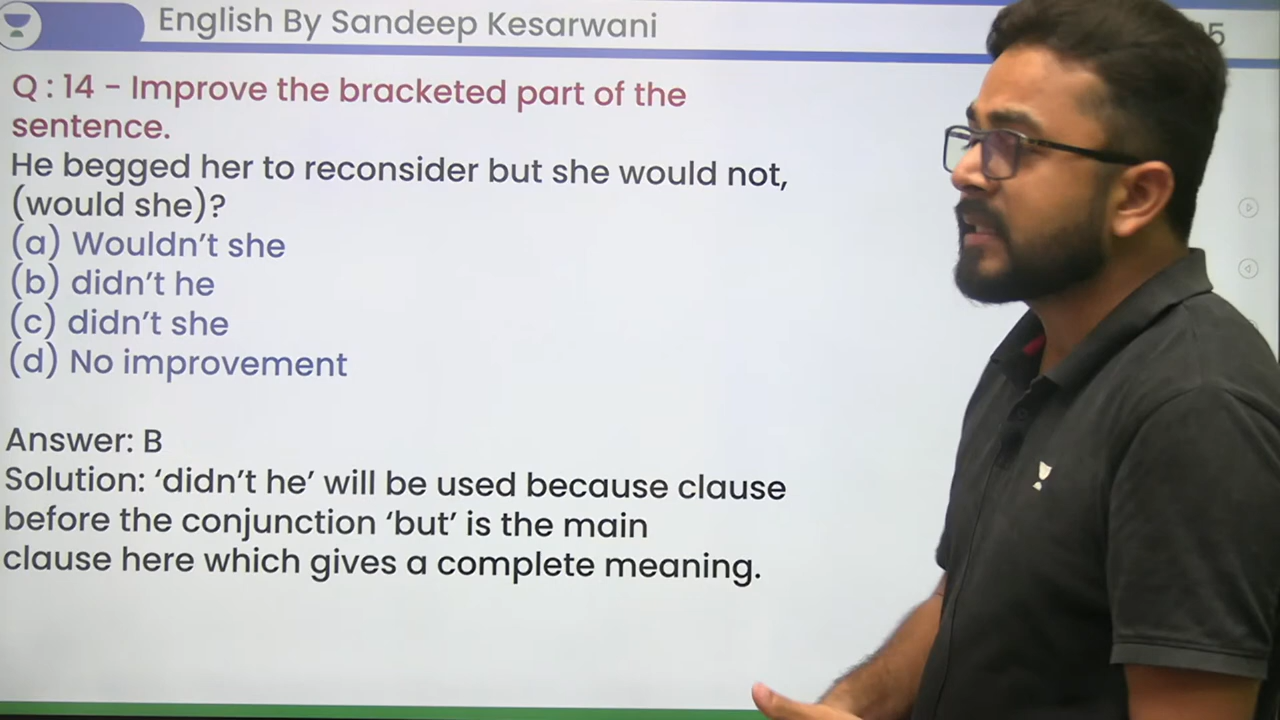 English By Sandeep Kesarwani
Q : 14 - Improve the bracketed part of the
sentence.
He begged her to reconsider but she would not,
(would she)?
(a) Wouldn't she
(b) didn't he
(c) didn't she
(d) No improvement
Answer: B
Solution: 'didn't he' will be used because clause
before the conjunction 'but' is the main
clause here which gives a complete meaning.